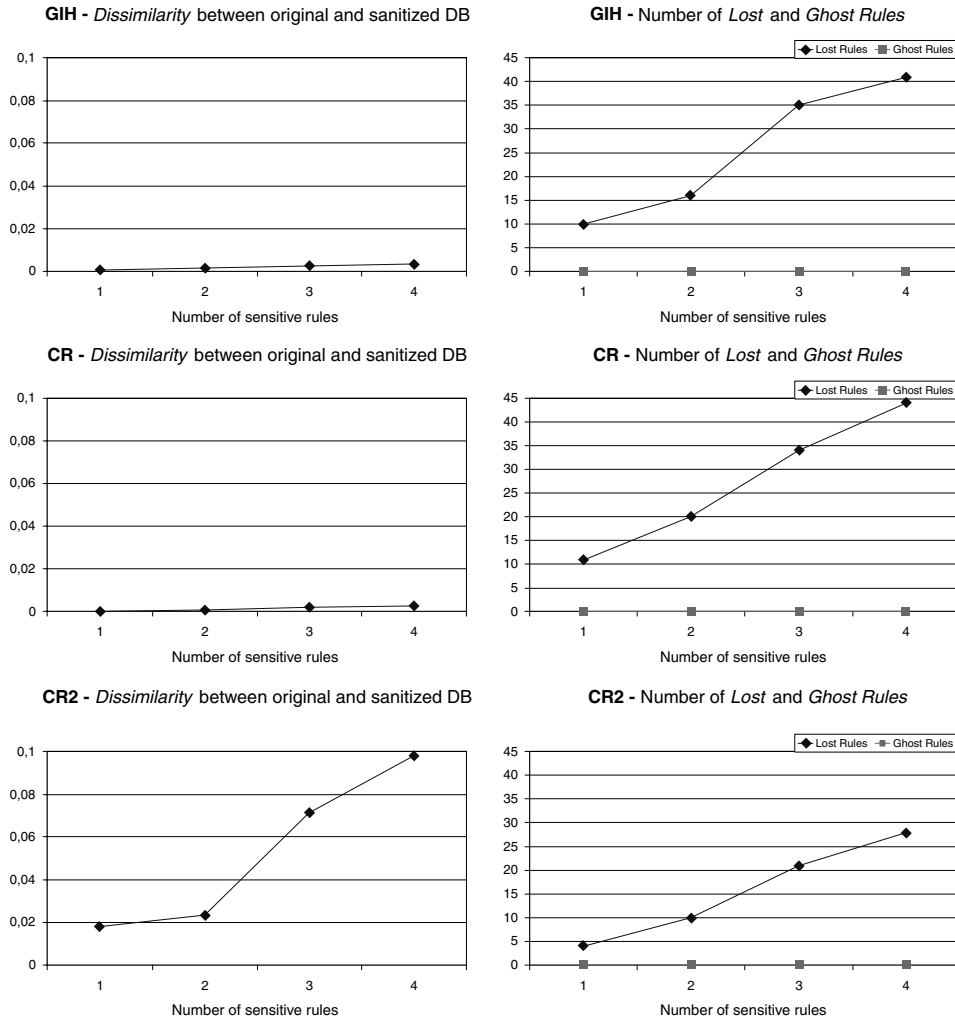 GIH - Dissimilarity between original and sanitized DB
0,1
0,08
0,06
0,04
0,02
0
1 2 3 4
Number of sensitive rules
GIH - Number of Lost and Ghost Rules
Lost Rules Ghost Rules
45
40
35
30
25
20
15
10
5
0
1 2 3 4
Number of sensitive rules
CR - Dissimilarity between original and sanitized DB
0,1
0,08
0,06
0,04
0,02
0
1 2 3 4
Number of sensitive rules
CR - Number of Lost and Ghost Rules
Lost Rules Ghost Rules
45
40
35
30
25
20
15
10
5
0
1 2 3 4
Number of sensitive rules
CR2 - Dissimilarity between original and sanitized DB
0,1
0,08
0,06
0,04
0,02
0
1 2 3 4
Number of sensitive rules
CR2 - Number of Lost and Ghost Rules
Lost Rules Ghost Rules
45
40
35
30
25
20
15
10
5
0
1 2 3 4
Number of sensitive rules